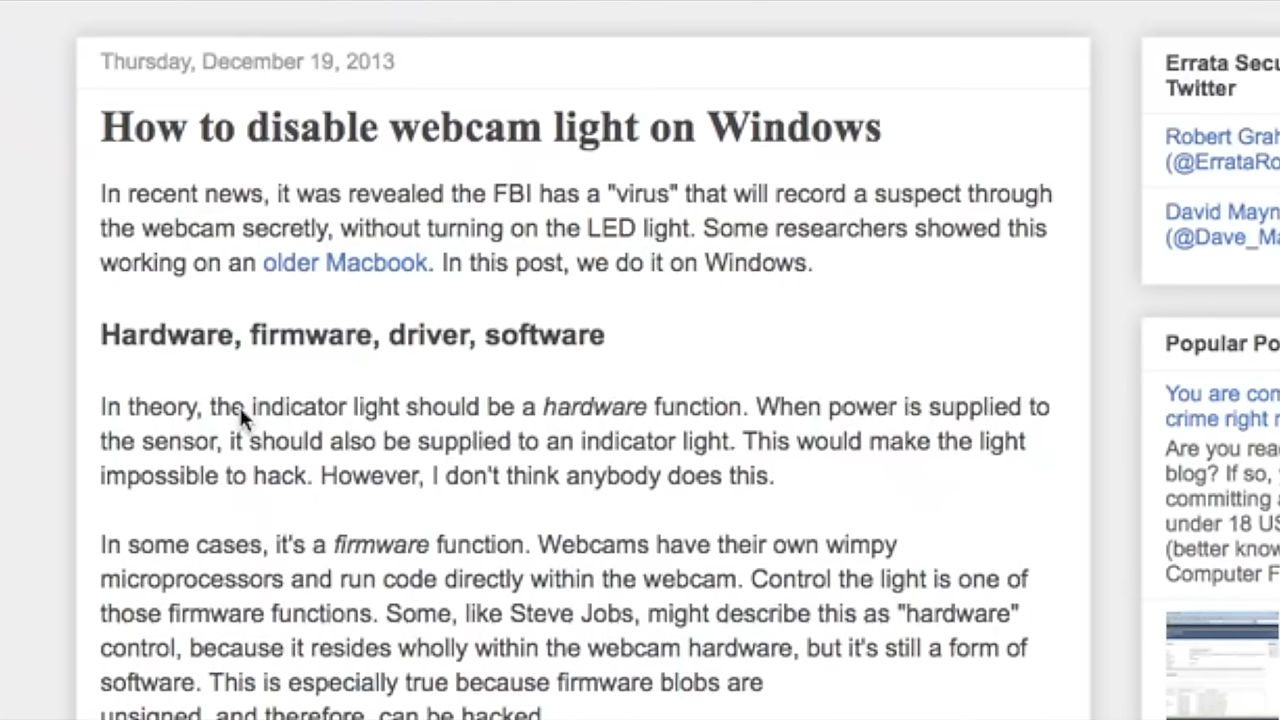 Thursday, December 19, 2013
How to disable webcam light on Windows
In recent news, it was revealed the FBI has a "virus" that will record a suspect through
the webcam secretly, without turning on the LED light. Some researchers showed this
working on an older Macbook. In this post, we do it on Windows.
Hardware, firmware, driver, software
In theory, the indicator light should be a hardware function. When power is supplied to
the sensor, it should also be supplied to an indicator light. This would make the light
impossible to hack. However, I don't think anybody does this.
In some cases, it's a firmware function. Webcams have their own wimpy
microprocessors and run code directly within the webcam. Control the light is one of
those firmware functions. Some, like Steve Jobs, might describe this as "hardware"
control, because it resides wholly within the webcam hardware, but it's still a form of
software. This is especially true because firmware blobs are
unsigned, and therefore, can be hacked.
Errata Secu
Twitter
Robert Grah
(@ErrataRo
David Mayn
(@Dave_Ma
Popular Po
You are com
crime right n
Are you rea
blog? If so, y
committing a
under 18 US
(better know
Computer F